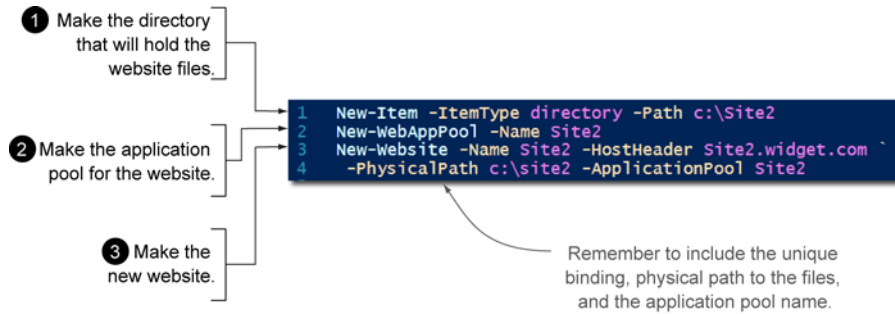 1 Make the directory
that will hold the
website files.
2 Make the application
pool for the website.
3 Make the
new website.
1 New-Item -ItemType directory -Path c:\Site2
2 New-WebAppPool -Name Site2
3 New-Website -Name Site2 -HostHeader Site2.widget.com `
4 -PhysicalPath c:\site2 -ApplicationPool Site2
Remember to include the unique
binding, physical path to the files,
and the application pool name.